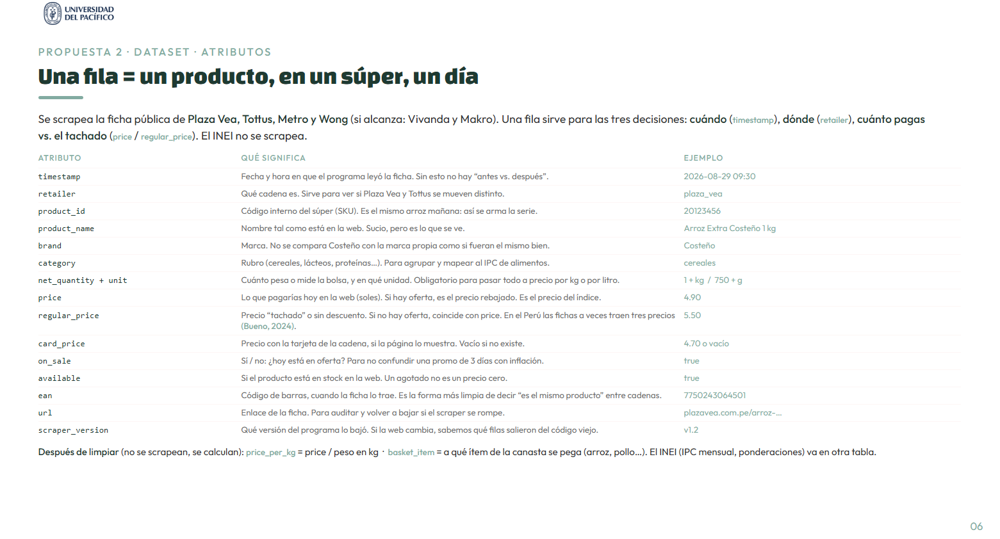 UNIVERSIDAD
DEL PACÍFICO
PROPUESTA 2 · DATASET · ATRIBUTOS
Una fila = un producto, en un súper, un día
Se scrapea la ficha pública de Plaza Vea, Tottus, Metro y Wong (si alcanza: Vivanda y Makro). Una fila sirve para las tres decisiones: cuándo (timestamp), dónde (retailer), cuánto pagas
vs. el tachado (price / regular_price). El INEI no se scrapea.
ATRIBUTO QUÉ SIGNIFICA EJEMPLO
timestamp Fecha y hora en que el programa leyó la ficha. Sin esto no hay “antes vs. después”. 2026-08-29 09:30
retailer Qué cadena es. Sirve para ver si Plaza Vea y Tottus se mueven distinto. plaza_vea
product_id Código interno del súper (SKU). Es el mismo arroz mañana: así se arma la serie. 20123456
product_name Nombre tal como está en la web. Sucio, pero es lo que se ve. Arroz Extra Costeño 1 kg
brand Marca. No se compara Costeño con la marca propia como si fueran el mismo bien. Costeño
category Rubro (cereales, lácteos, proteínas…). Para agrupar y mapear al IPC de alimentos. cereales
net_quantity + unit Cuánto pesa o mide la bolsa, y en qué unidad. Obligatorio para pasar todo a precio por kg o por litro. 1 + kg / 750 + g
price Lo que pagarías hoy en la web (soles). Si hay oferta, es el precio rebajado. Es el precio del índice. 4.90
regular_price Precio “tachado” o sin descuento. Si no hay oferta, coincide con price. En el Perú las fichas a veces traen tres precios 5.50
(Bueno, 2024).
card_price Precio con la tarjeta de la cadena, si la página lo muestra. Vacío si no existe. 4.70 o vacío
on_sale Sí / no: ¿hoy está en oferta? Para no confundir una promo de 3 días con inflación. true
available Si el producto está en stock en la web. Un agotado no es un precio cero. true
ean Código de barras, cuando la ficha lo trae. Es la forma más limpia de decir “es el mismo producto” entre cadenas. 7750243064501
url Enlace de la ficha. Para auditar y volver a bajar si el scraper se rompe. plazavea.com.pe/arroz-…
scraper_version Qué versión del programa lo bajó. Si la web cambia, sabemos qué filas salieron del código viejo. v1.2
Después de limpiar (no se scrapean, se calculan): price_per_kg = price / peso en kg · basket_item = a qué ítem de la canasta se pega (arroz, pollo…). El INEI (IPC mensual, ponderaciones) va en otra tabla.
06